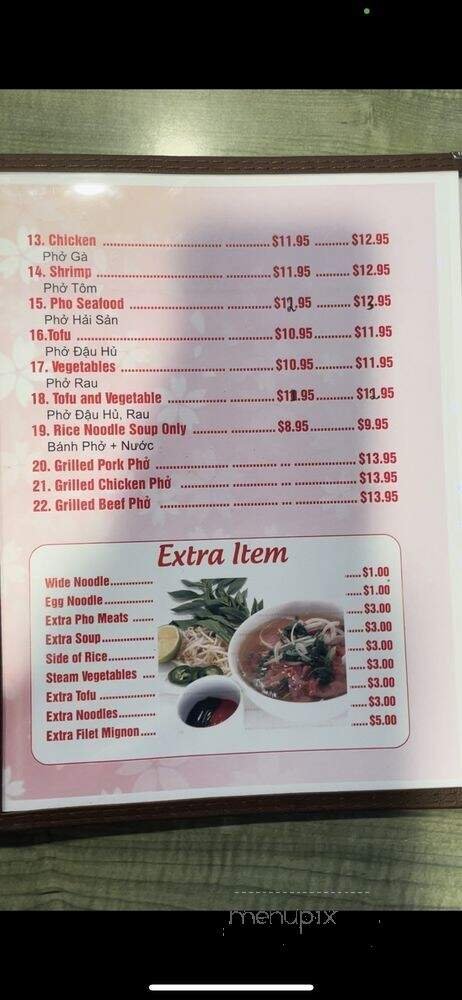 13. Chicken ........................................ $11.95 ......... $12.95
Phở Gà
14. Shrimp ........................................ $11.95 ......... $12.95
Phở Tôm
15. Pho Seafood .................................. $12.95 ......... $13.95
Phở Hải Sản
16.Tofu ........................................ $10.95 ......... $11.95
Phở Đậu Hủ
17. Vegetables .................................. $10.95 ......... $11.95
Phở Rau
18. Tofu and Vegetable ....................
Phở Đậu Hủ, Rau
19. Rice Noodle Soup Only .................... $8.95 ............ $9.95
Bánh Phở + Nước
20. Grilled Pork Phở ........................................ $13.95
21. Grilled Chicken Phở .................................. $13.95
22. Grilled Beef Phở ........................................ $13.95
Extra Item
Wide Noodle.............. ..... $1.00
Egg Noodle ............... ..... $1.00
Extra Pho Meats ....... ..... $3.00
Extra Soup................. ..... $3.00
Side of Rice............... ..... $3.00
Steam Vegetables .... ..... $3.00
Extra Tofu .................. ..... $3.00
Extra Noodles............ ..... $3.00
Extra Filet Mignon..... ..... $5.00
menupix